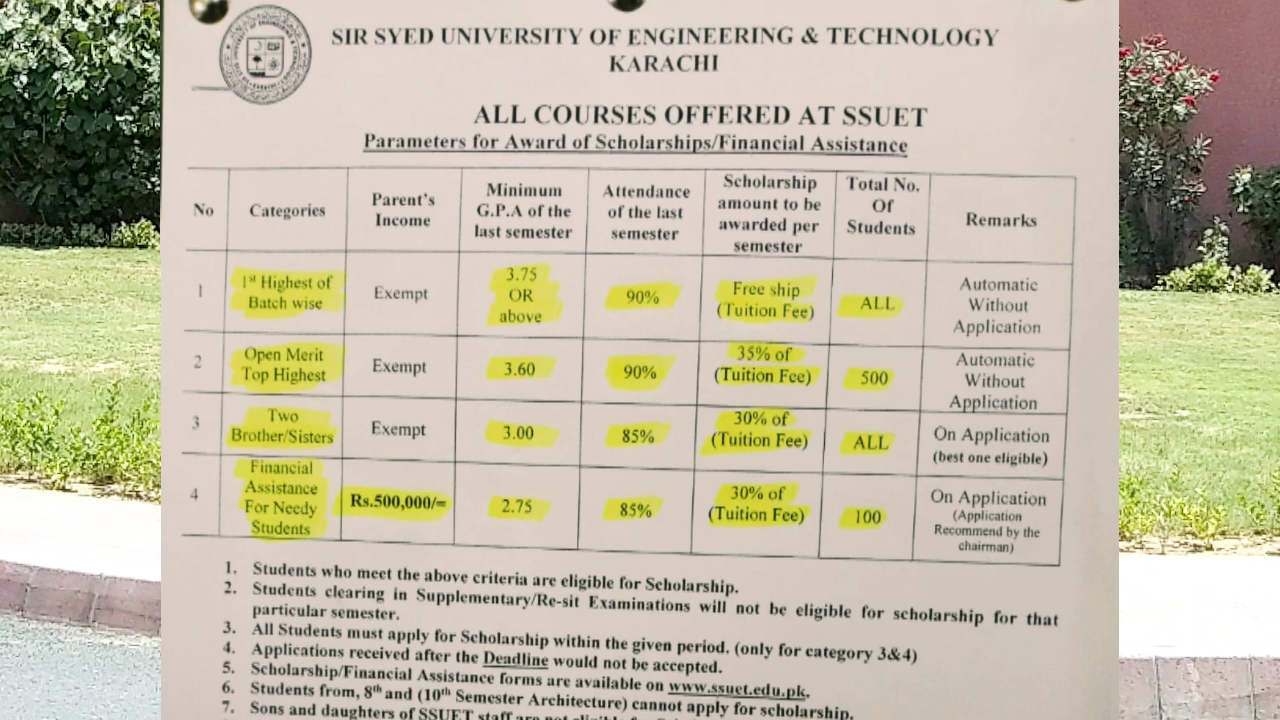 SIR SYED UNIVERSITY OF ENGINEERING & TECHNOLOGY
KARACHI
ALL COURSES OFFERED AT SSUET
Parameters for Award of Scholarships/Financial Assistance
No Categories Parent's Income Minimum G.P.A of the last semester Attendance of the last semester Scholarship amount to be awarded per semester Total No. Of Students Remarks
1 1st Highest of Batch wise Exempt 3.75 OR above 90% Free ship (Tuition Fee) ALL Automatic Without Application
2 Open Merit Top Highest Exempt 3.60 90% 35% of (Tuition Fee) 500 Automatic Without Application
3 Two Brother/Sisters Exempt 3.00 85% 30% of (Tuition Fee) ALL On Application (best one eligible)
4 Financial Assistance For Needy Students Rs.500,000/= 2.75 85% 30% of (Tuition Fee) 100 On Application (Application Recommend by the chairman)
1. Students who meet the above criteria are eligible for Scholarship.
2. Students clearing in Supplementary/Re-sit Examinations will not be eligible for scholarship for that
particular semester.
3. All Students must apply for Scholarship within the given period. (only for category 3&4)
4. Applications received after the Deadline would not be accepted.
5. Scholarship/Financial Assistance forms are available on www.ssuet.edu.pk.
6. Students from, 8th and (10th Semester Architecture) cannot apply for scholarship.
7. Sons and daughters of SSUET staff are not